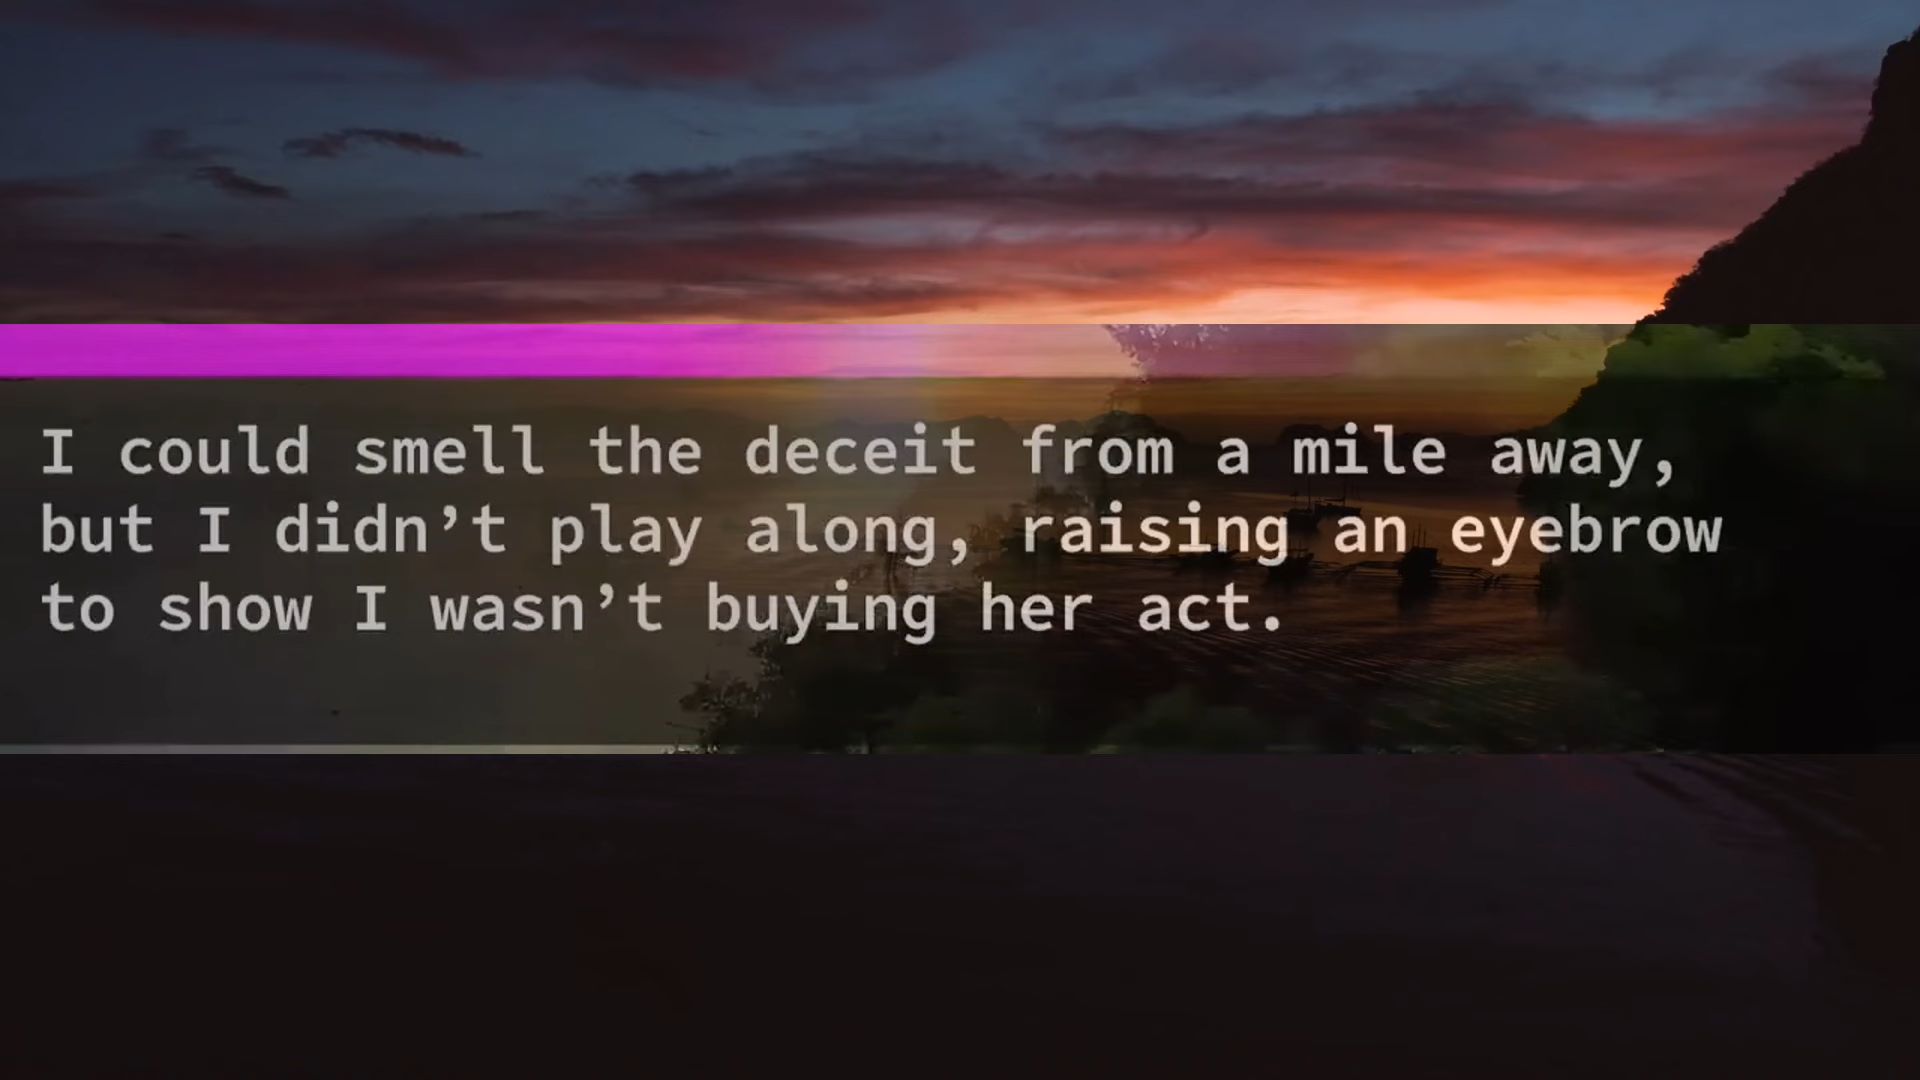 I could smell the deceit from a mile away,
but I didn’t play along, raising an eyebrow
to show I wasn’t buying her act.